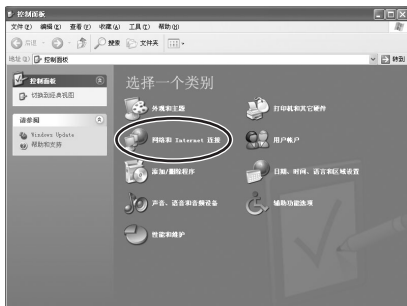 控制面板
文件(F) 编辑(E) 查看(V) 收藏(A) 工具(T) 帮助(H)
后退 搜索 文件夹
地址(D) 控制面板 转到
控制面板
切换到经典视图
请参阅
Windows Update
帮助和支持
选择一个类别
外观和主题
打印机和其它硬件
网络和 Internet 连接
用户帐户
添加/删除程序
日期、时间、语言和区域设置
声音、语音和音频设备
辅助功能选项
性能和维护